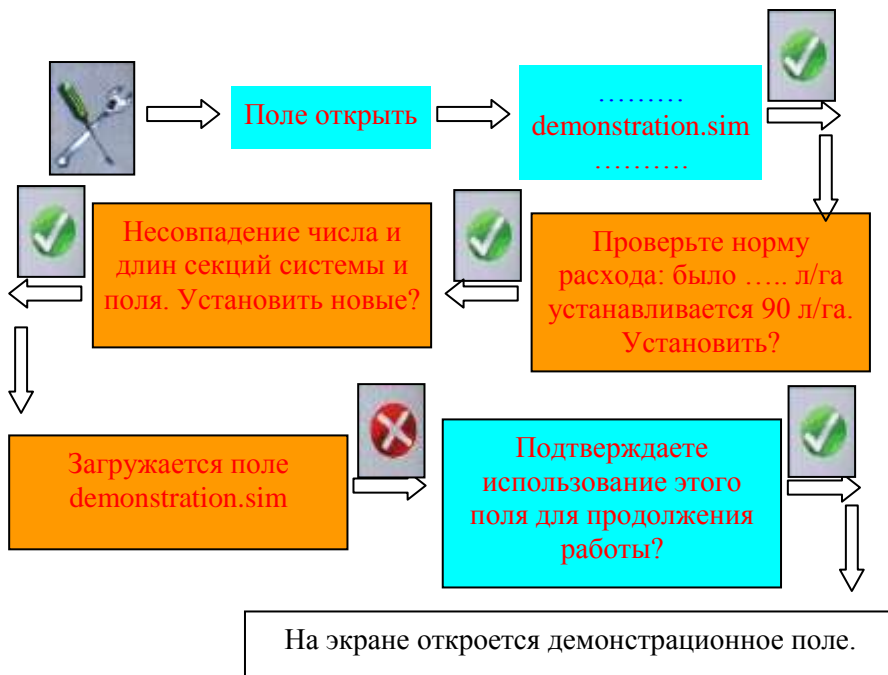 Поле открыть
………
demonstration.sim
……….
Несовпадение числа и
длин секций системы и
поля. Установить новые?
Проверьте норму
расхода: было ….. л/га
устанавливается 90 л/га.
Установить?
Загружается поле
demonstration.sim
Подтверждаете
использование этого
поля для продолжения
работы?
На экране откроется демонстрационное поле.